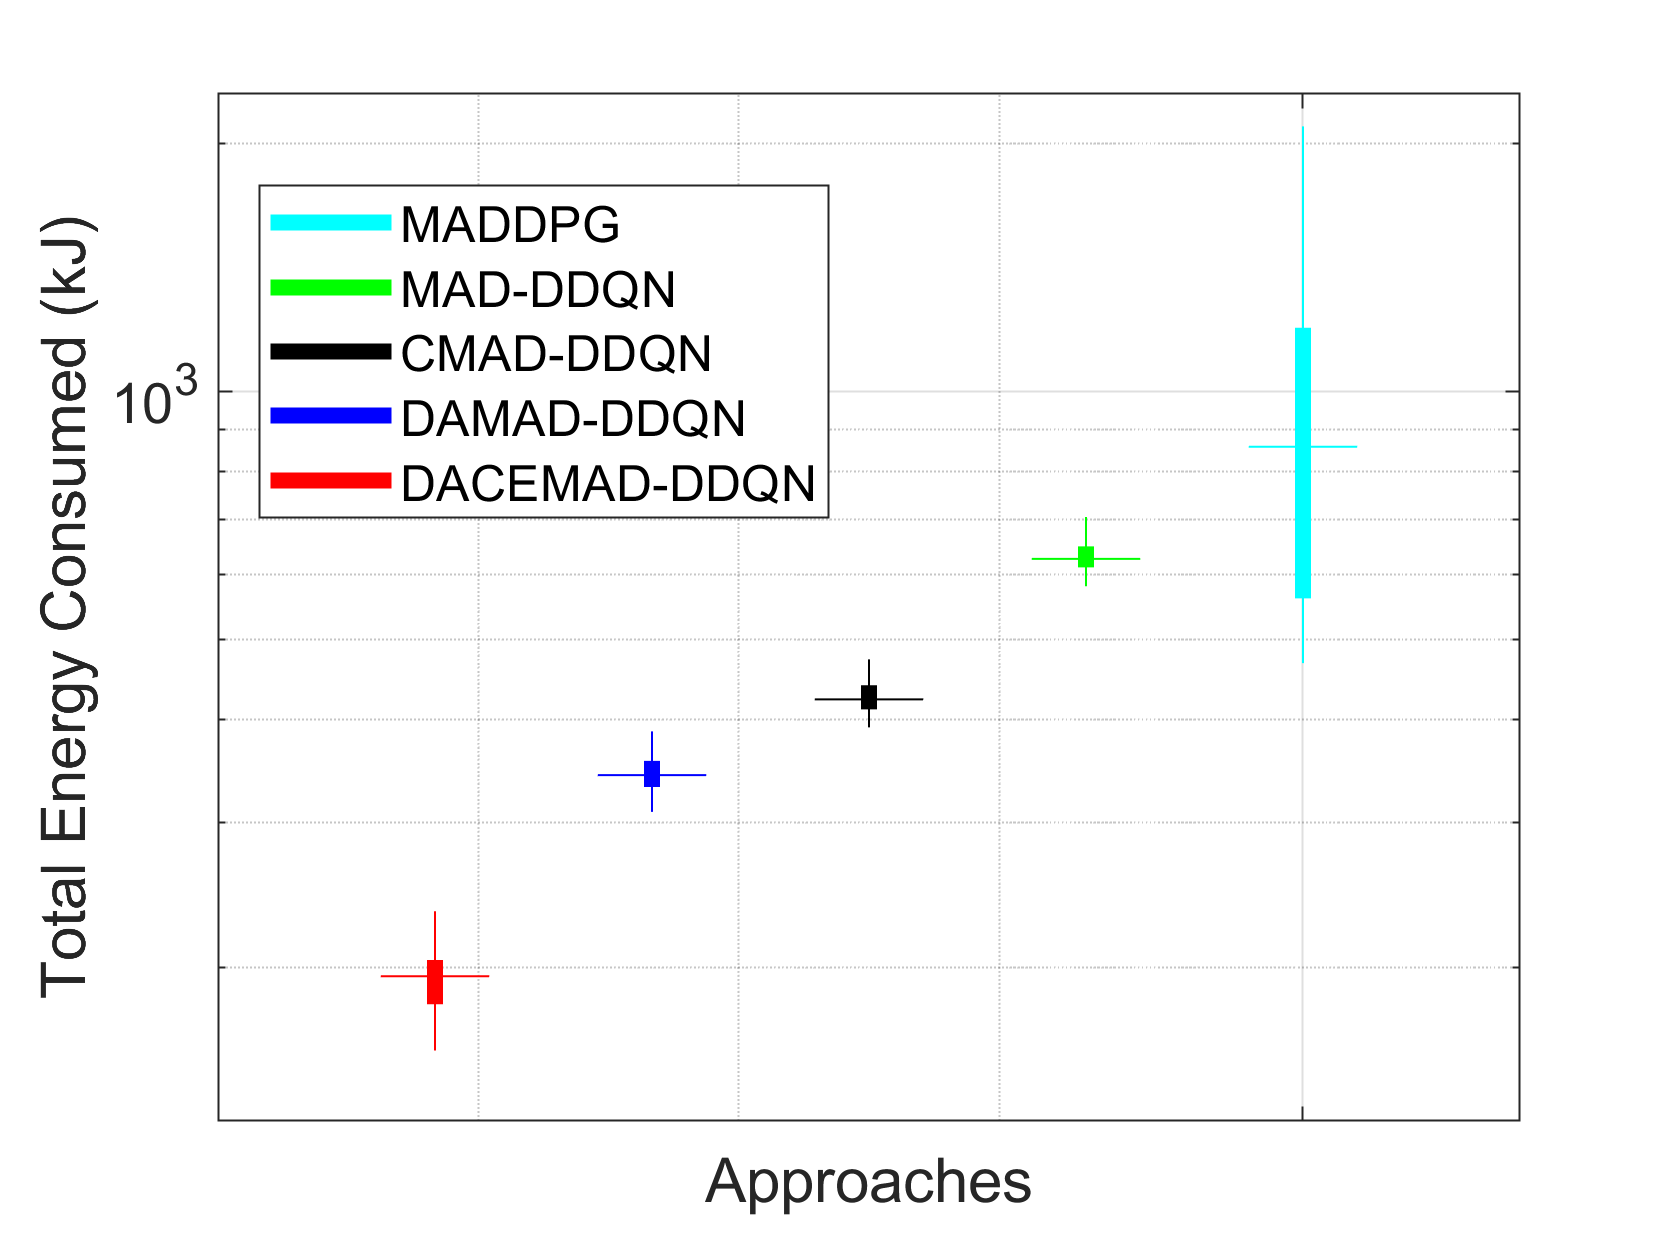 Total Energy Consumed (kJ)
10³
MADDPG
MAD-DDQN
CMAD-DDQN
DAMAD-DDQN
DACEMAD-DDQN
Approaches